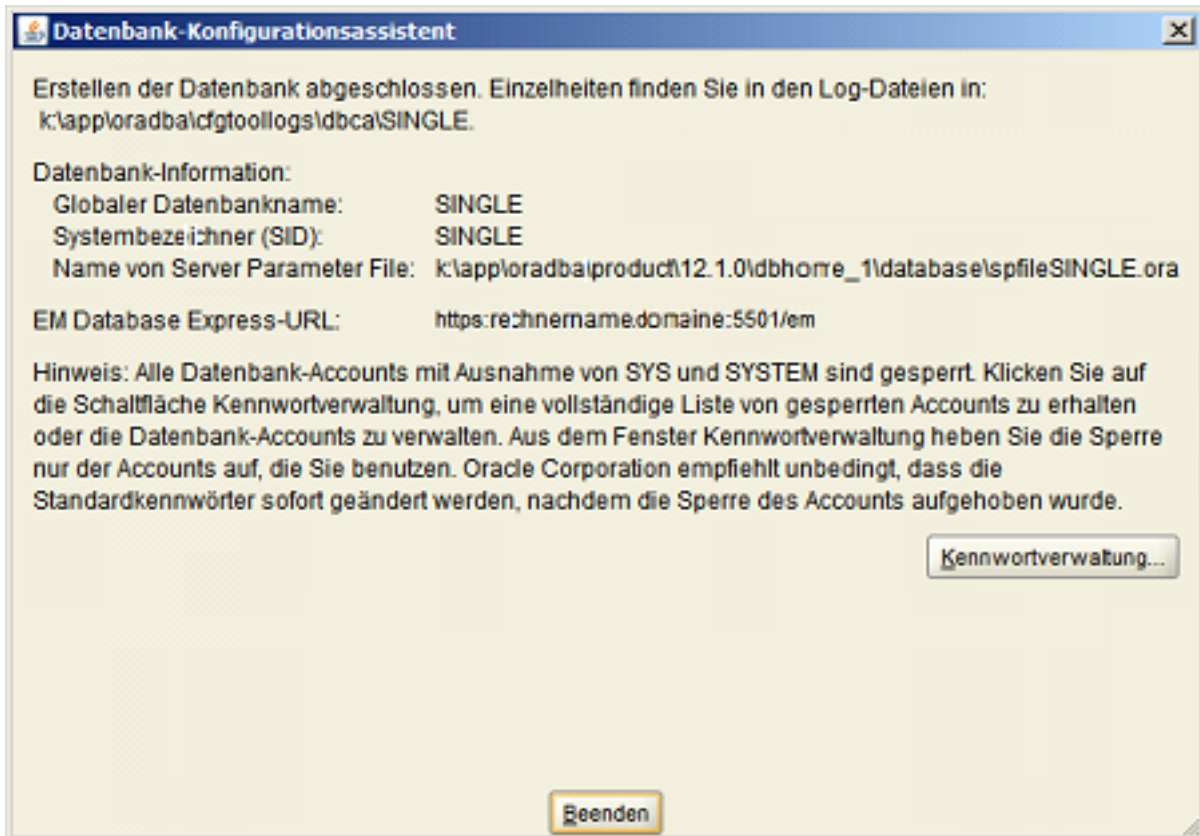 Datenbank-Konfigurationsassistent
Erstellen der Datenbank abgeschlossen. Einzelheiten finden Sie in den Log-Dateien in:
k:\app\oradba\cfgtoollogs\dbca\SINGLE.
Datenbank-Information:
Globaler Datenbankname: SINGLE
Systembezeichner (SID): SINGLE
Name von Server Parameter File: k:\app\oradba\product\12.1.0\dbhome_1\database\spfileSINGLE.ora
EM Database Express-URL: https:rechnername.domaine:5501/em
Hinweis: Alle Datenbank-Accounts mit Ausnahme von SYS und SYSTEM sind gesperrt. Klicken Sie auf
die Schaltfläche Kennwortverwaltung, um eine vollständige Liste von gesperrten Accounts zu erhalten
oder die Datenbank-Accounts zu verwalten. Aus dem Fenster Kennwortverwaltung heben Sie die Sperre
nur der Accounts auf, die Sie benutzen. Oracle Corporation empfiehlt unbedingt, dass die
Standardkennwörter sofort geändert werden, nachdem die Sperre des Accounts aufgehoben wurde.
Kennwortverwaltung...
Beenden